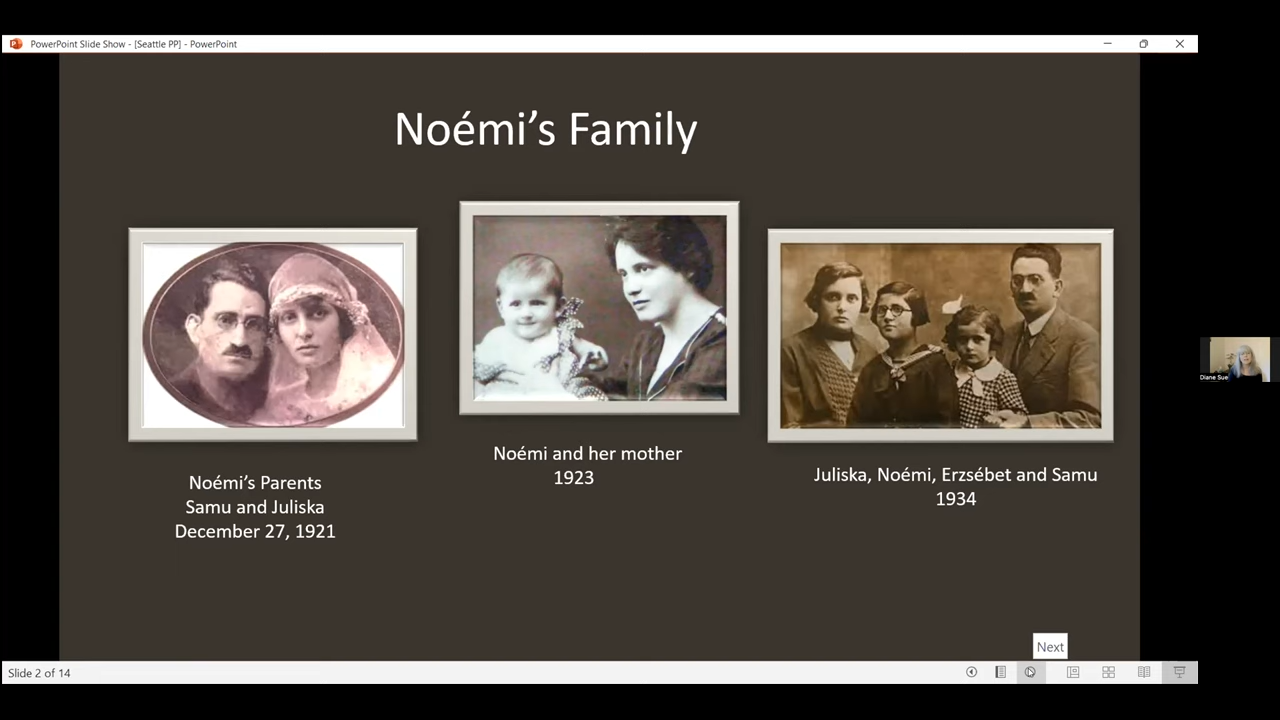 PowerPoint Slide Show - [Seattle PP] - PowerPoint
Noémi’s Family
Noémi’s Parents
Samu and Juliska
December 27, 1921
Noémi and her mother
1923
Juliska, Noémi, Erzsébet and Samu
1934
Diane Sue
Next
Slide 2 of 14